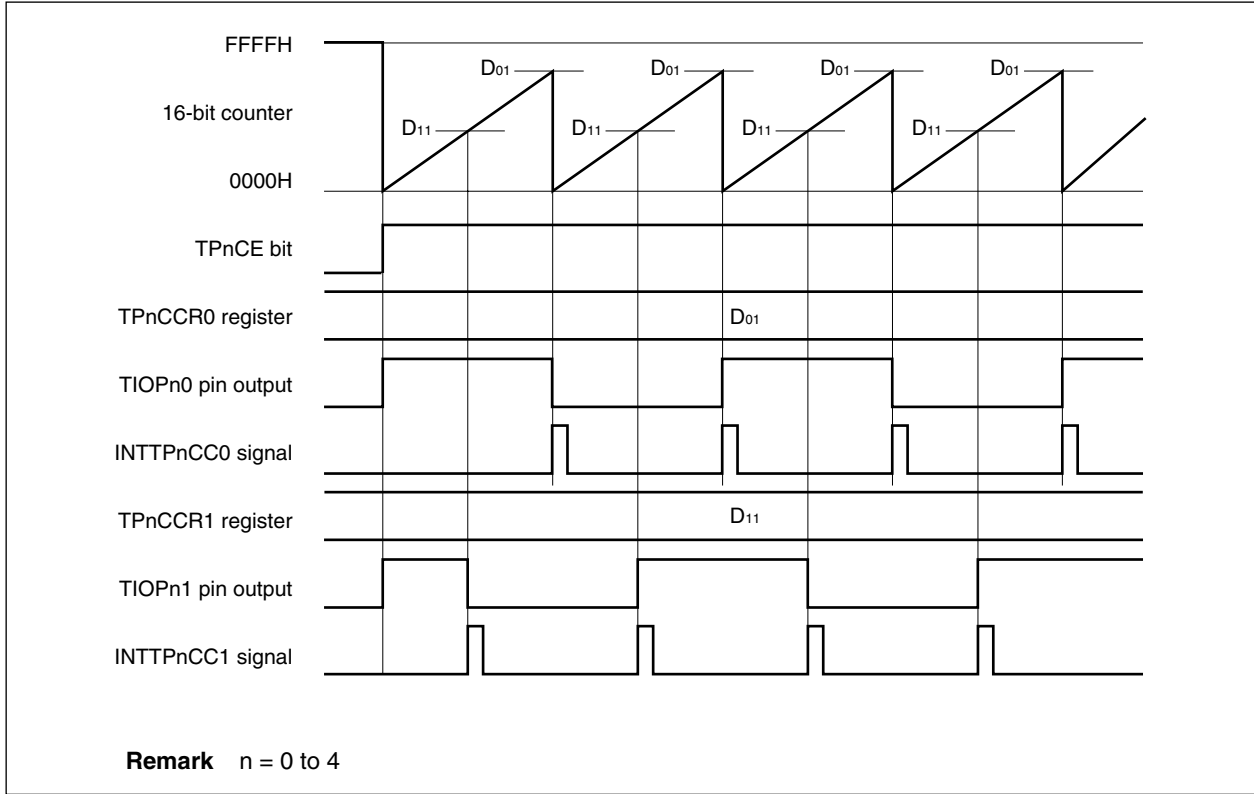 FFFFH
D01 D01 D01 D01
16-bit counter
D11 D11 D11 D11
0000H
TPnCE bit
TPnCCR0 register
D01
TIOPn0 pin output
INTTPnCC0 signal
TPnCCR1 register
D11
TIOPn1 pin output
INTTPnCC1 signal
Remark n = 0 to 4